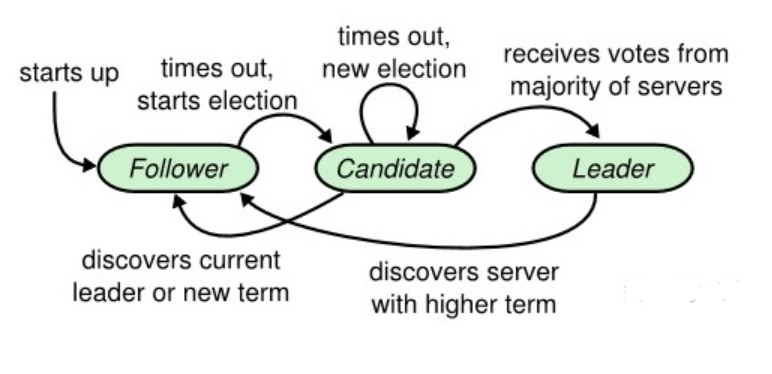 starts up
times out,
starts election
times out,
new election
receives votes from
majority of servers
Follower
Candidate
Leader
discovers current
leader or new term
discovers server
with higher term